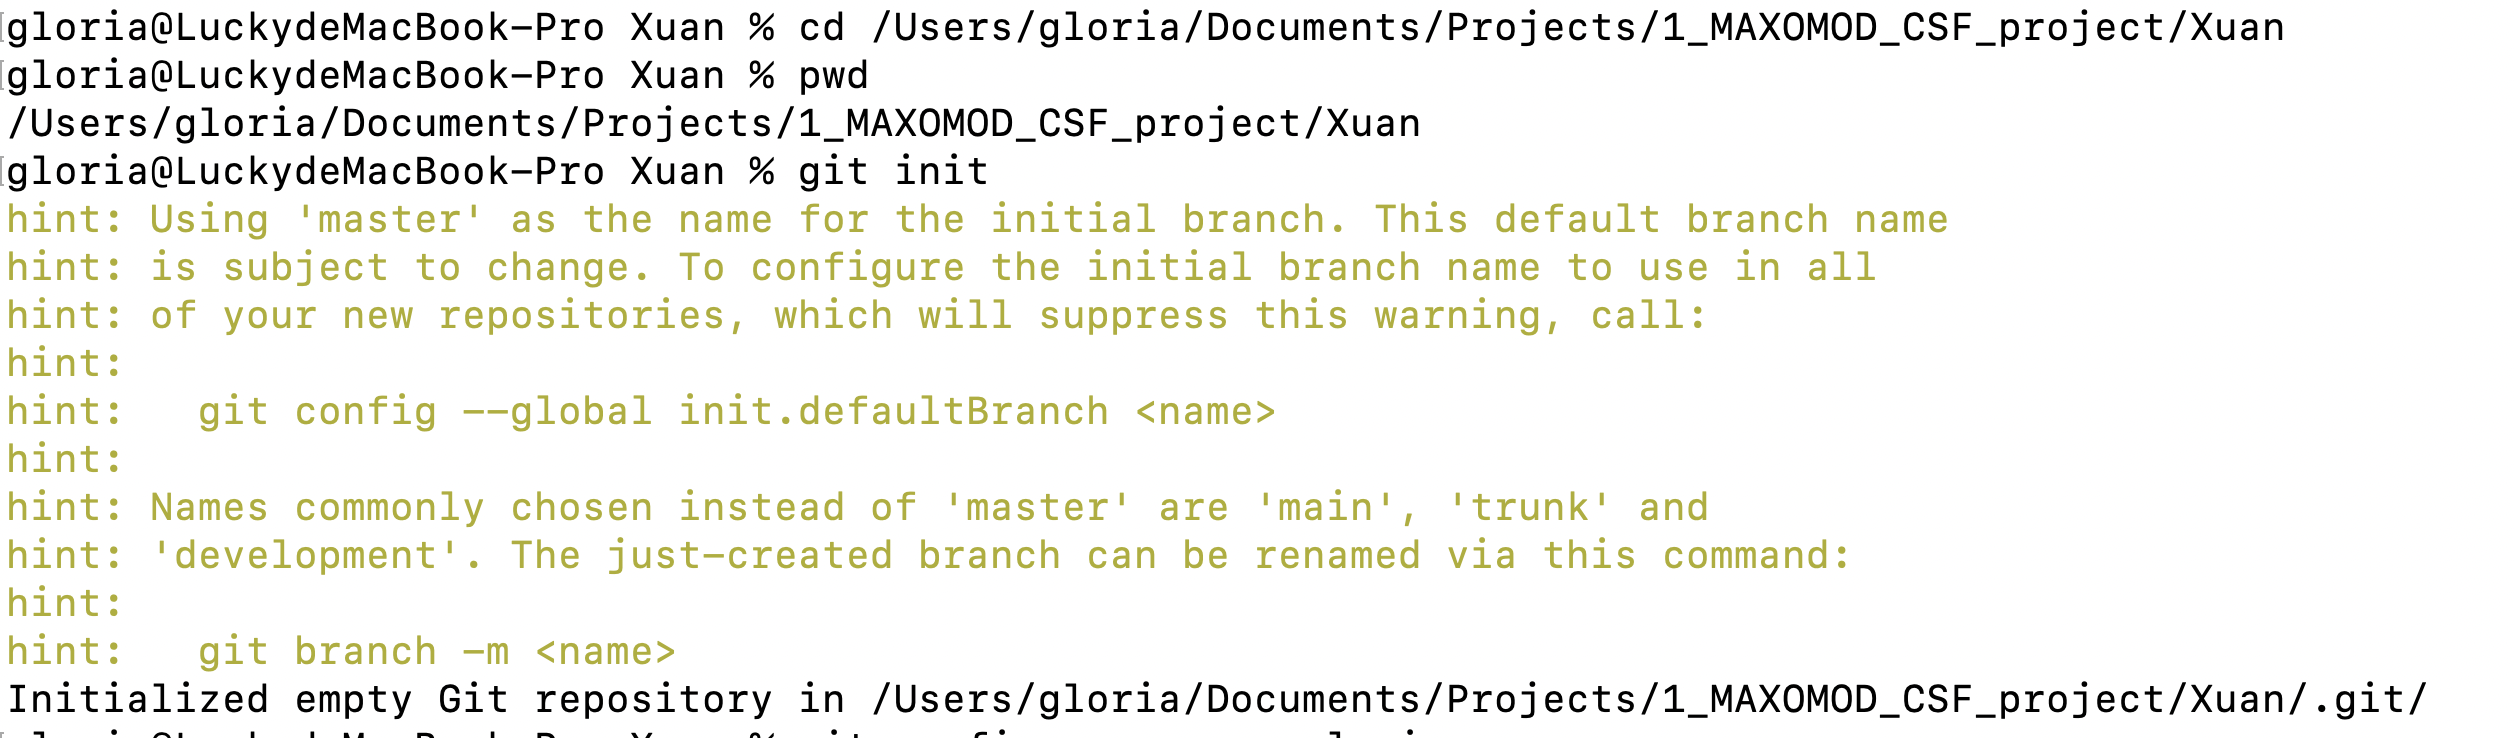 gloria@LuckydeMacBook-Pro Xuan % cd /Users/gloria/Documents/Projects/1_MAXOMOD_CSF_project/Xuan
gloria@LuckydeMacBook-Pro Xuan % pwd
/Users/gloria/Documents/Projects/1_MAXOMOD_CSF_project/Xuan
gloria@LuckydeMacBook-Pro Xuan % git init
hint: Using 'master' as the name for the initial branch. This default branch name
hint: is subject to change. To configure the initial branch name to use in all
hint: of your new repositories, which will suppress this warning, call:
hint:
hint:   git config --global init.defaultBranch <name>
hint:
hint: Names commonly chosen instead of 'master' are 'main', 'trunk' and
hint: 'development'. The just-created branch can be renamed via this command:
hint:
hint:   git branch -m <name>
Initialized empty Git repository in /Users/gloria/Documents/Projects/1_MAXOMOD_CSF_project/Xuan/.git/